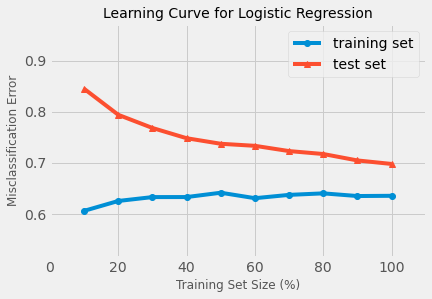 Learning Curve for Logistic Regression
training set
test set
Misclassification Error
0.9
0.8
0.7
0.6
0 20 40 60 80 100
Training Set Size (%)